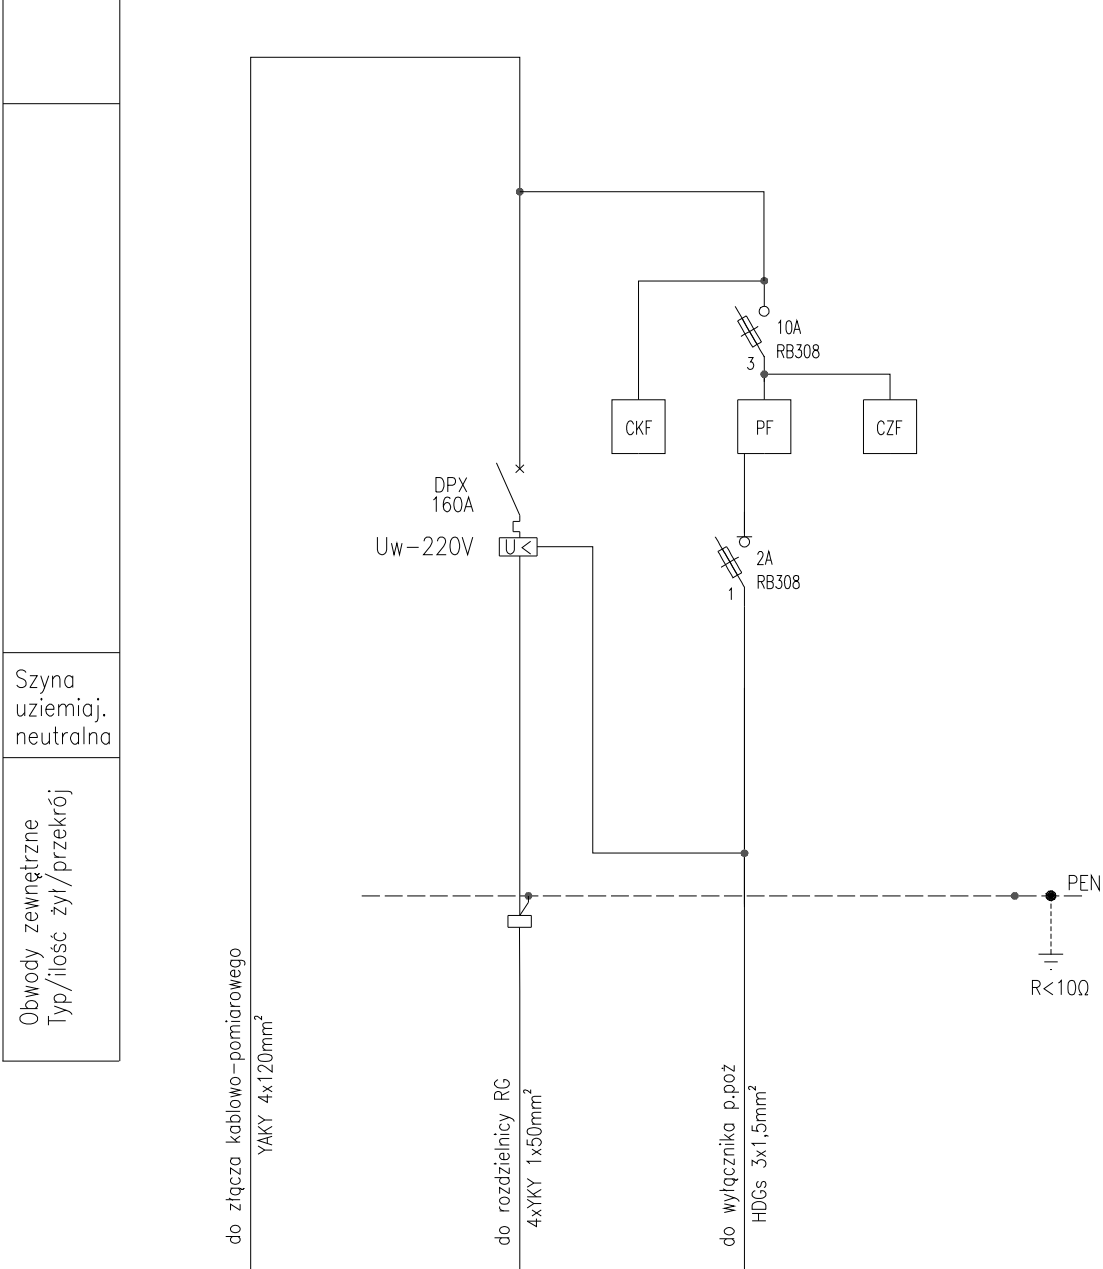 10A
RB308
3
CKF
PF
CZF
DPX
160A
Uw-220V
U<
2A
RB308
1
Szyna
uziemiaj.
neutralna
Obwody zewnętrzne
Typ/ilość żył/przekrój
PEN
R<10Ω
do złącza kablowo-pomiarowego
YAKY 4x120mm²
do rozdzielnicy RG
4xYKY 1x50mm²
do wyłącznika p.poż
HDGs 3x1,5mm²